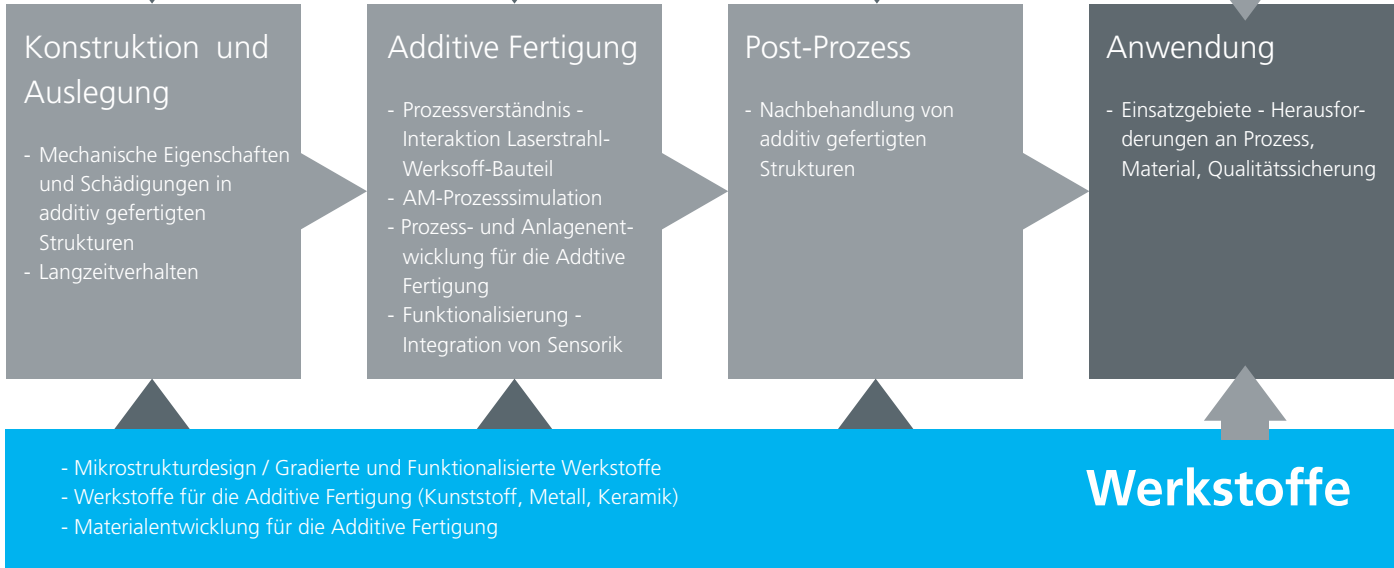 Konstruktion und
Auslegung
- Mechanische Eigenschaften
und Schädigungen in
additiv gefertigten
Strukturen
- Langzeitverhalten
Additive Fertigung
- Prozessverständnis -
Interaktion Laserstrahl-
Werksoff-Bauteil
- AM-Prozesssimulation
- Prozess- und Anlagenent-
wicklung für die Addtive
Fertigung
- Funktionalisierung -
Integration von Sensorik
Post-Prozess
- Nachbehandlung von
additiv gefertigten
Strukturen
Anwendung
- Einsatzgebiete - Herausfor-
derungen an Prozess,
Material, Qualitätssicherung
- Mikrostrukturdesign / Gradierte und Funktionalisierte Werkstoffe
- Werkstoffe für die Additive Fertigung (Kunststoff, Metall, Keramik)
- Materialentwicklung für die Additive Fertigung
Werkstoffe